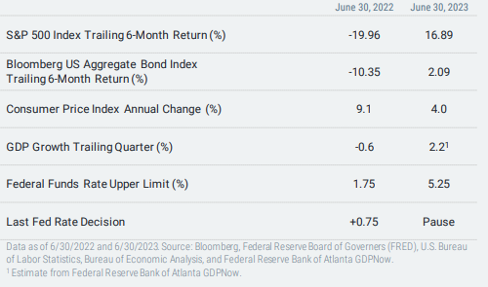 June 30, 2022 June 30, 2023
S&P 500 Index Trailing 6-Month Return (%) -19.96 16.89
Bloomberg US Aggregate Bond Index
Trailing 6-Month Return (%) -10.35 2.09
Consumer Price Index Annual Change (%) 9.1 4.0
GDP Growth Trailing Quarter (%) -0.6 2.2¹
Federal Funds Rate Upper Limit (%) 1.75 5.25
Last Fed Rate Decision +0.75 Pause
Data as of 6/30/2022 and 6/30/2023. Source: Bloomberg, Federal Reserve Board of Governers (FRED), U.S. Bureau
of Labor Statistics, Bureau of Economic Analysis, and Federal Reserve Bank of Atlanta GDPNow.
¹ Estimate from Federal Reserve Bank of Atlanta GDPNow.